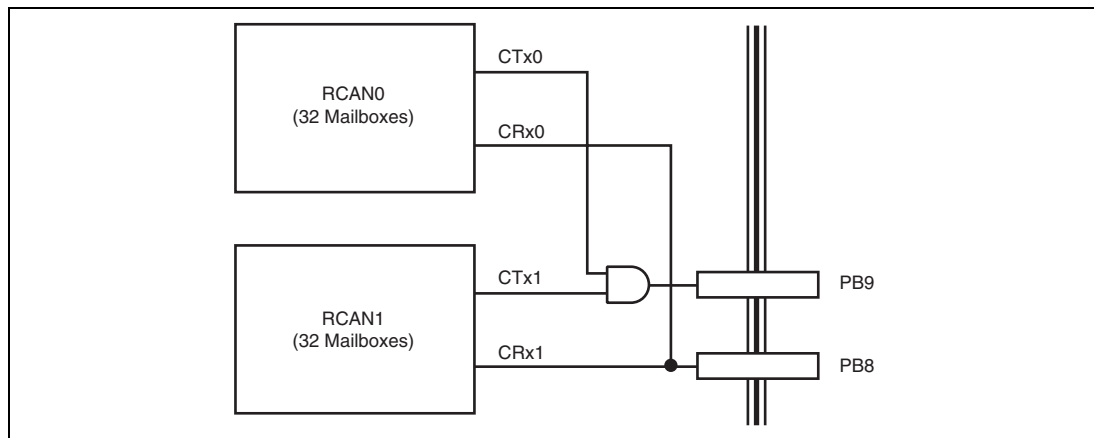 CTx0
RCAN0
(32 Mailboxes)
CRx0
CTx1
PB9
RCAN1
(32 Mailboxes)
CRx1
PB8